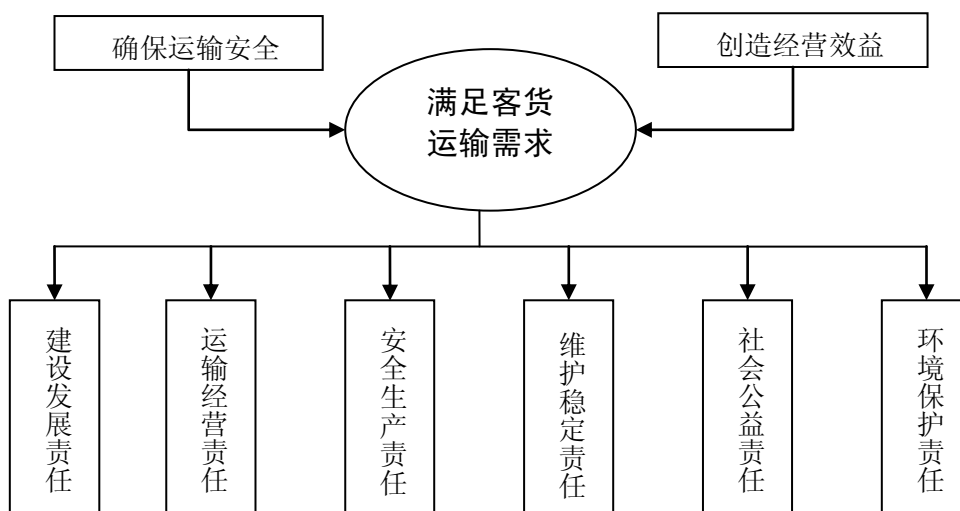 确保运输安全
创造经营效益
满足客货
运输需求
建设发展责任
运输经营责任
安全生产责任
维护稳定责任
社会公益责任
环境保护责任